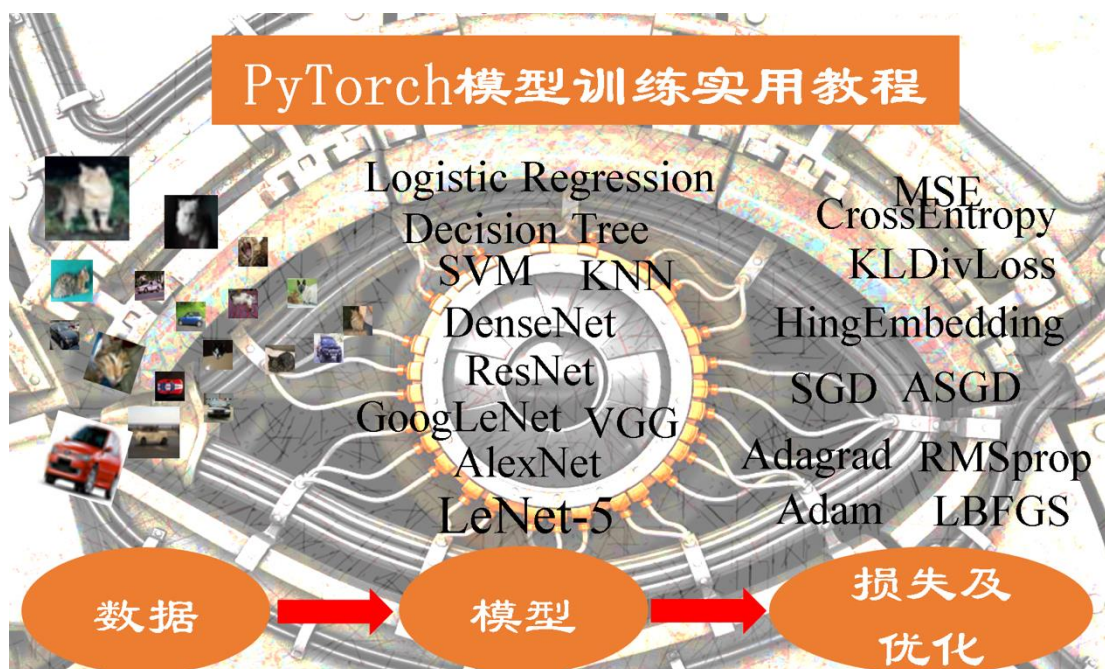 PyTorch模型训练实用教程
Logistic Regression
Decision Tree
SVM KNN
DenseNet
ResNet
GoogLeNet VGG
AlexNet
LeNet-5
MSE
CrossEntropy
KLDivLoss
HingEmbedding
SGD ASGD
Adagrad RMSprop
Adam LBFGS
数据
模型
损失及
优化